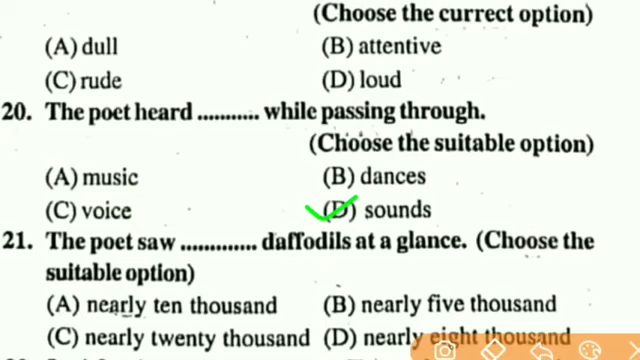 (Choose the currect option)
(A) dull (B) attentive
(C) rude (D) loud
20. The poet heard ........... while passing through.
(Choose the suitable option)
(A) music (B) dances
(C) voice (D) sounds
21. The poet saw ............. daffodils at a glance. (Choose the
suitable option)
(A) nearly ten thousand (B) nearly five thousand
(C) nearly twenty thousand (D) nearly eight thousand